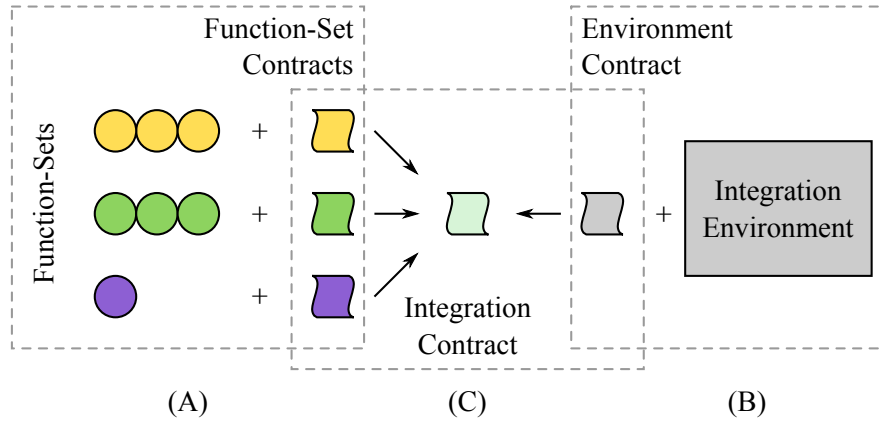 Function-Set
Contracts
Environment
Contract
Function-Sets
+
+
+
+
Integration
Environment
Integration
Contract
(A)
(C)
(B)